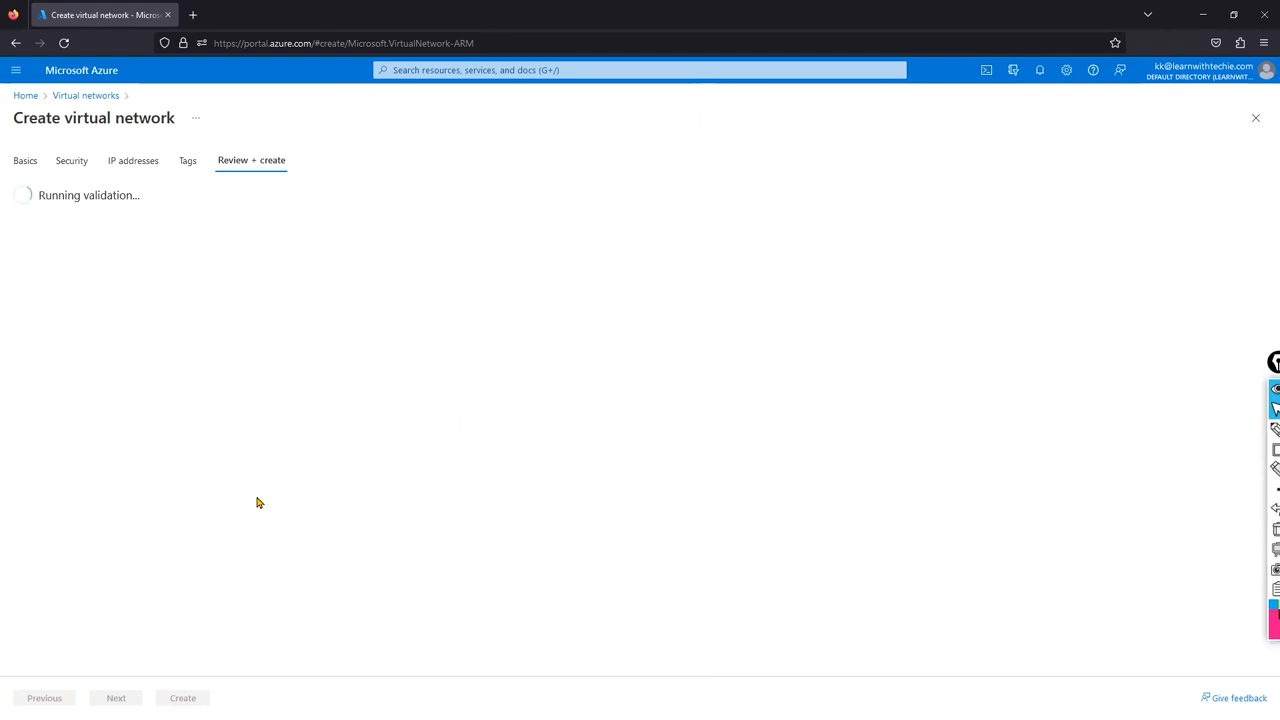 Create virtual network - Micros
https://portal.azure.com/#create/Microsoft.VirtualNetwork-ARM
Microsoft Azure
Search resources, services, and docs (G+/)
kk@learnwithtechie.com
DEFAULT DIRECTORY (LEARNWIT...
Home > Virtual networks >
Create virtual network ...
Basics Security IP addresses Tags Review + create
Running validation...
Previous Next Create
Give feedback